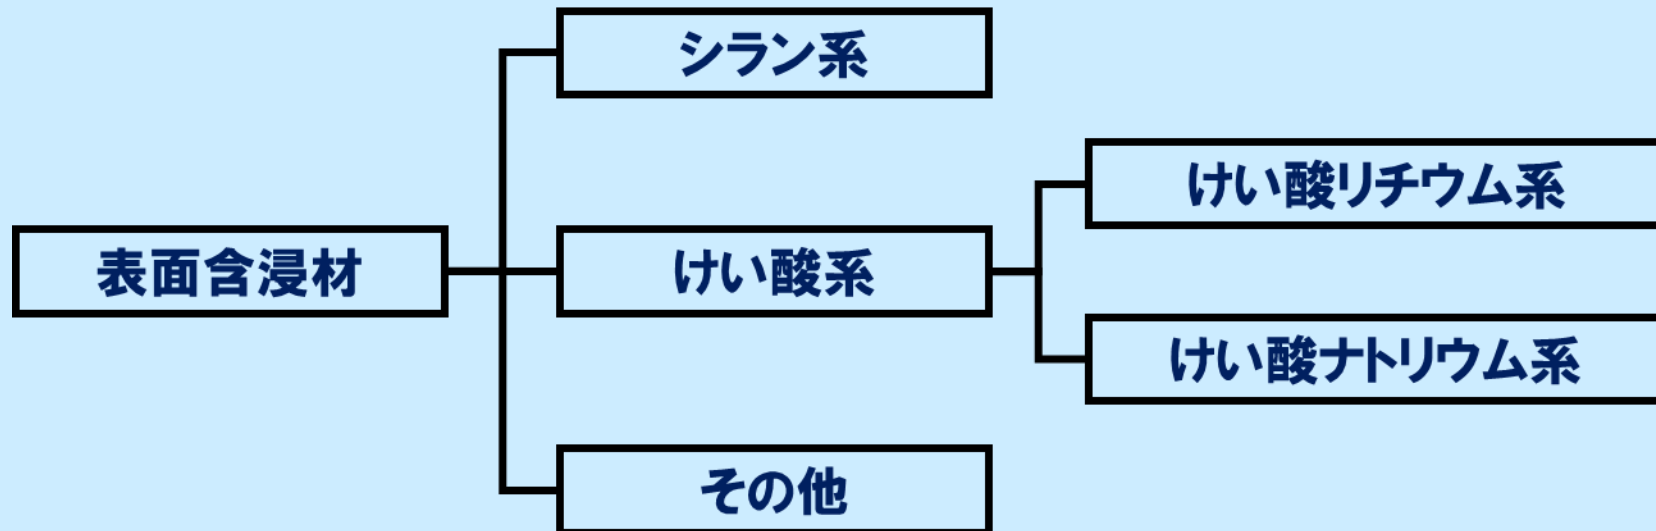 シラン系
けい酸リチウム系
表面含浸材
けい酸系
けい酸ナトリウム系
その他